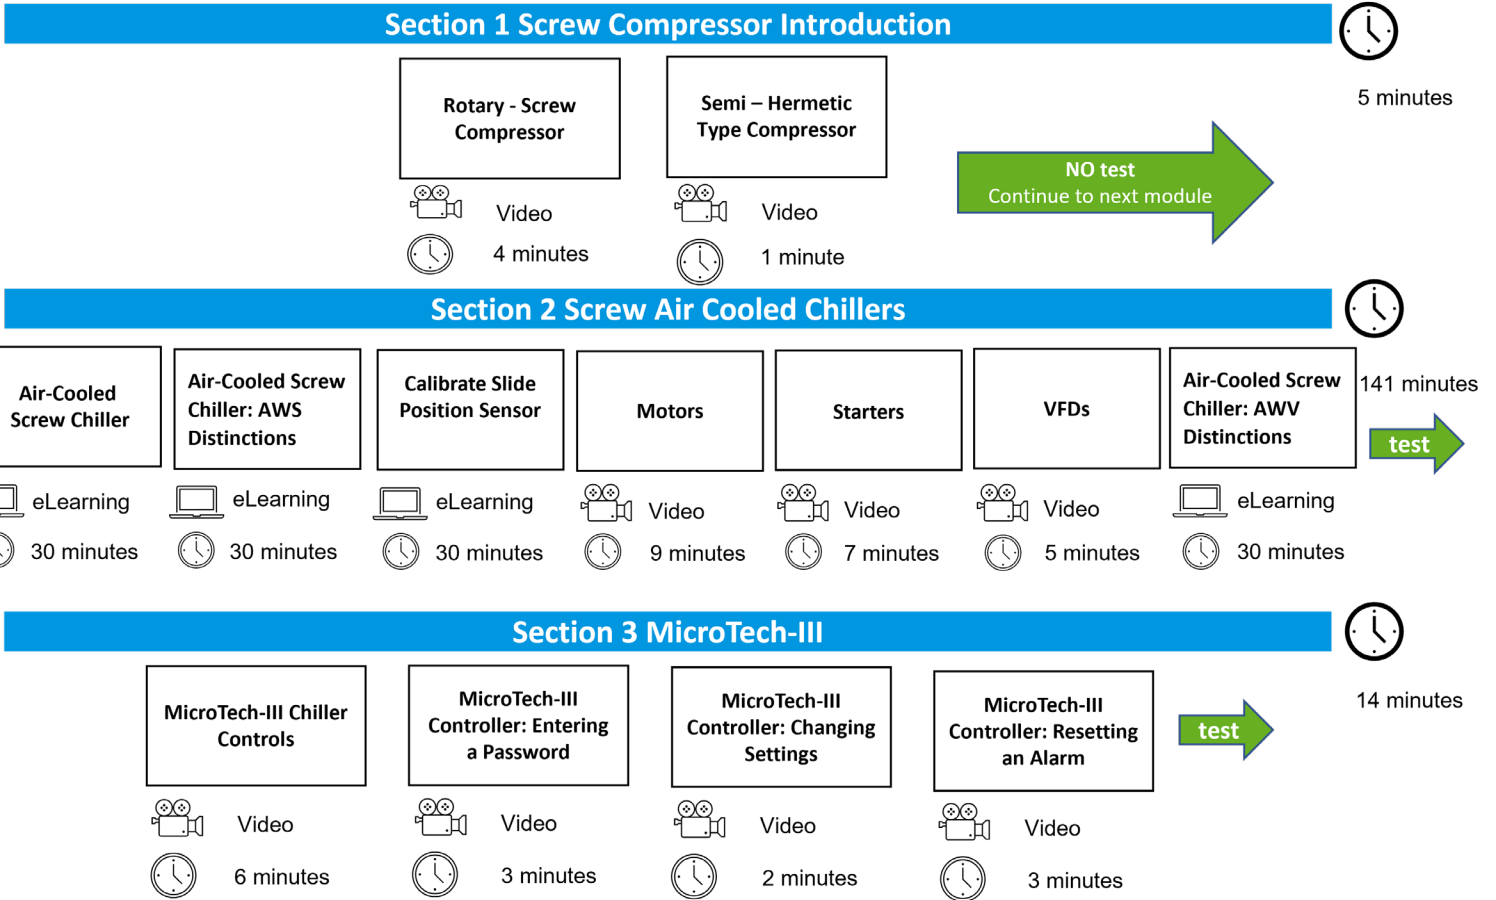 Section 1 Screw Compressor Introduction
5 minutes
Rotary - Screw
Compressor
Semi – Hermetic
Type Compressor
NO test
Continue to next module
Video
4 minutes
Video
1 minute
Section 2 Screw Air Cooled Chillers
141 minutes
test
Air-Cooled
Screw Chiller
eLearning
30 minutes
Air-Cooled Screw
Chiller: AWS
Distinctions
eLearning
30 minutes
Calibrate Slide
Position Sensor
eLearning
30 minutes
Motors
Video
9 minutes
Starters
Video
7 minutes
VFDs
Video
5 minutes
Air-Cooled Screw
Chiller: AWV
Distinctions
eLearning
30 minutes
Section 3 MicroTech-III
14 minutes
MicroTech-III Chiller
Controls
Video
6 minutes
MicroTech-III
Controller: Entering
a Password
Video
3 minutes
MicroTech-III
Controller: Changing
Settings
Video
2 minutes
MicroTech-III
Controller: Resetting
an Alarm
Video
3 minutes
test